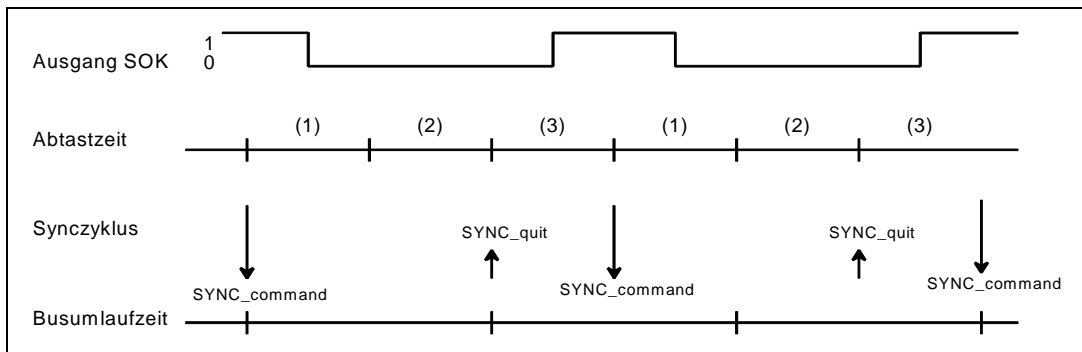 1
Ausgang SOK
0
(1) (2) (3) (1) (2) (3)
Abtastzeit
Synczyklus
SYNC_quit SYNC_quit
SYNC_command SYNC_command SYNC_command
Busumlaufzeit